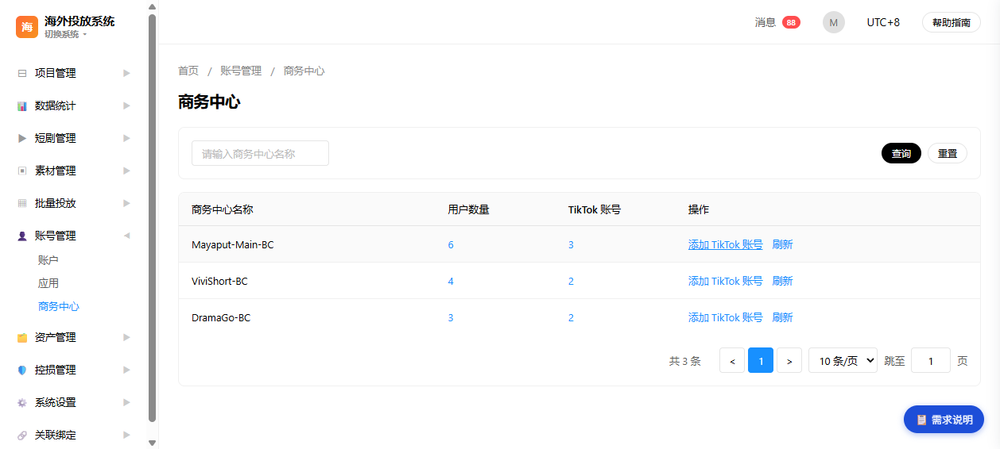 海 海外投放系统
切换系统
消息 88 M UTC+8 帮助指南
项目管理
数据统计
短剧管理
素材管理
批量投放
账号管理
账户
应用
商务中心
资产管理
控损管理
系统设置
关联绑定
首页 / 账号管理 / 商务中心
商务中心
请输入商务中心名称 查询 重置
商务中心名称 用户数量 TikTok 账号 操作
Mayaput-Main-BC 6 3 添加 TikTok 账号 刷新
ViviShort-BC 4 2 添加 TikTok 账号 刷新
DramaGo-BC 3 2 添加 TikTok 账号 刷新
共 3 条 < 1 > 10 条/页 跳至 1 页
需求说明